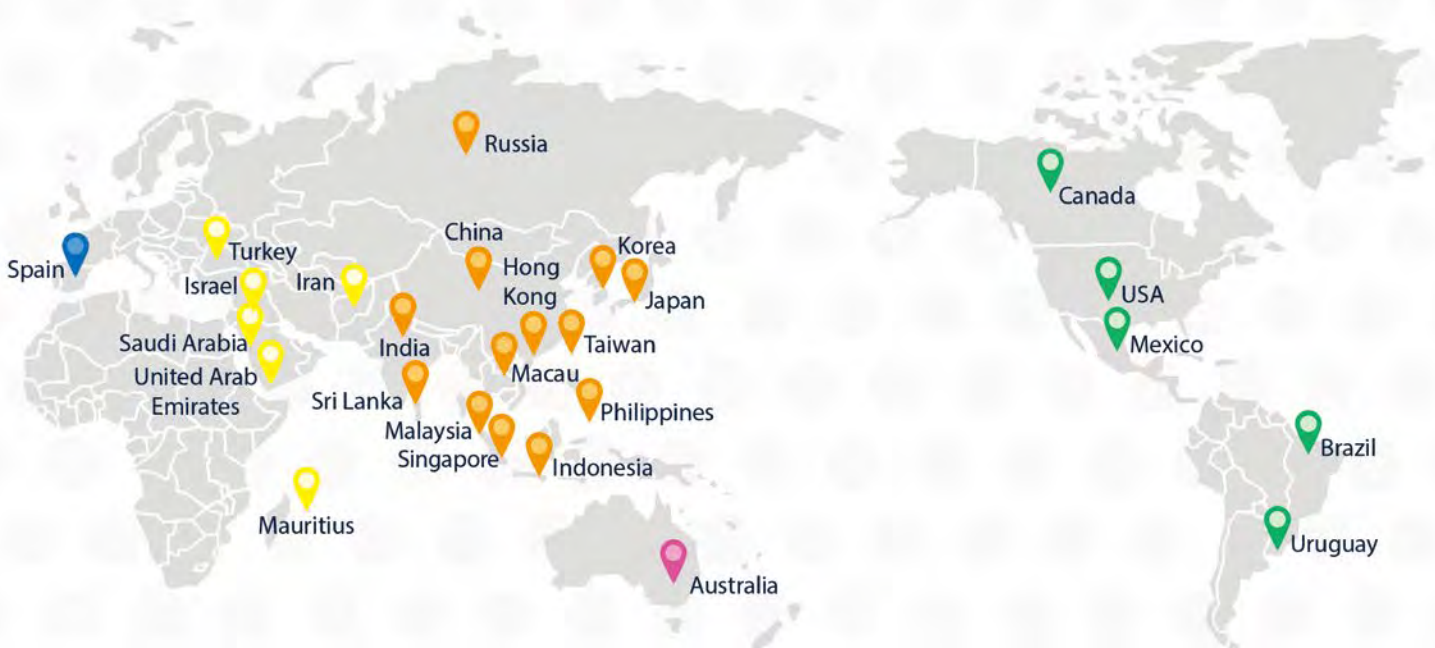 Russia
Canada
China
Korea
Turkey
Spain
Hong
Kong
Israel
Iran
USA
Japan
Saudi Arabia
India
Taiwan
Mexico
Macau
United Arab
Emirates
Sri Lanka
Philippines
Malaysia
Singapore
Indonesia
Brazil
Mauritius
Uruguay
Australia